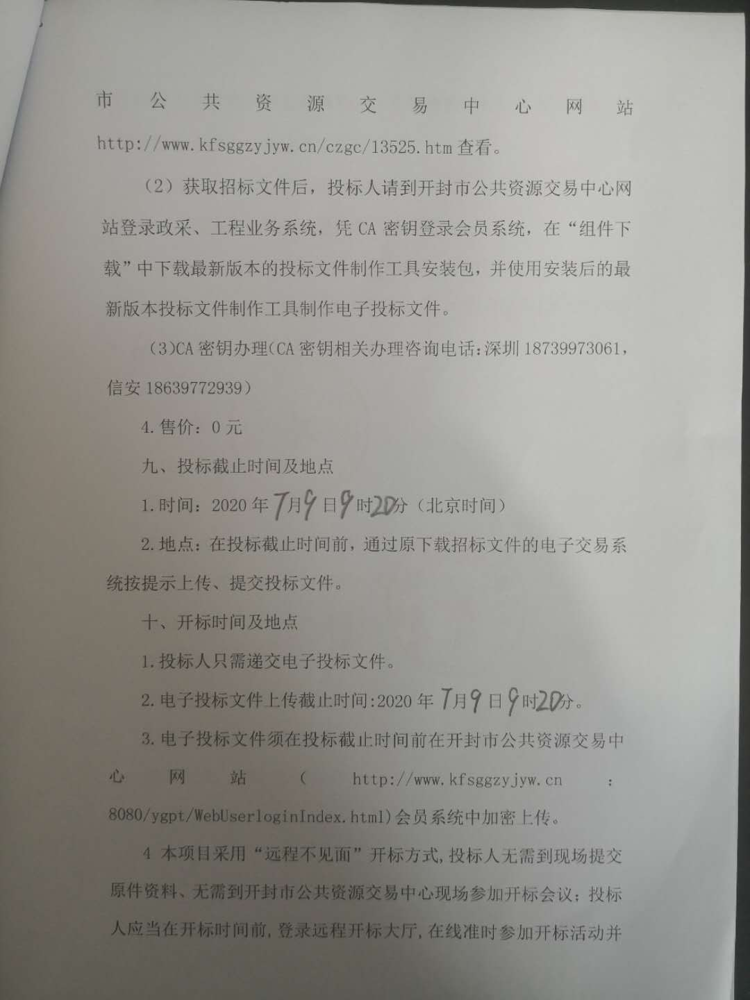 市公共资源交易中心网站
http://www.kfsggzyjyw.cn/czgc/13525.htm查看。
（2）获取招标文件后，投标人请到开封市公共资源交易中心网
站登录政采、工程业务系统，凭 CA 密钥登录会员系统，在“组件下
载”中下载最新版本的投标文件制作工具安装包，并使用安装后的最
新版本投标文件制作工具制作电子投标文件。
（3）CA 密钥办理（CA 密钥相关办理咨询电话：深圳 18739973061，
信安 18639772939）
4.售价：0 元
九、投标截止时间及地点
1.时间：2020 年 7月9日9时20分（北京时间）
2.地点：在投标截止时间前，通过原下载招标文件的电子交易系
统按提示上传、提交投标文件。
十、开标时间及地点
1.投标人只需递交电子投标文件。
2.电子投标文件上传截止时间:2020 年 7月9日9时20分。
3.电子投标文件须在投标截止时间前在开封市公共资源交易中
心网站（http://www.kfsggzyjyw.cn：
8080/ygpt/WebUserloginIndex.html)会员系统中加密上传。
4 本项目采用“远程不见面”开标方式,投标人无需到现场提交
原件资料、无需到开封市公共资源交易中心现场参加开标会议；投标
人应当在开标时间前,登录远程开标大厅,在线准时参加开标活动并